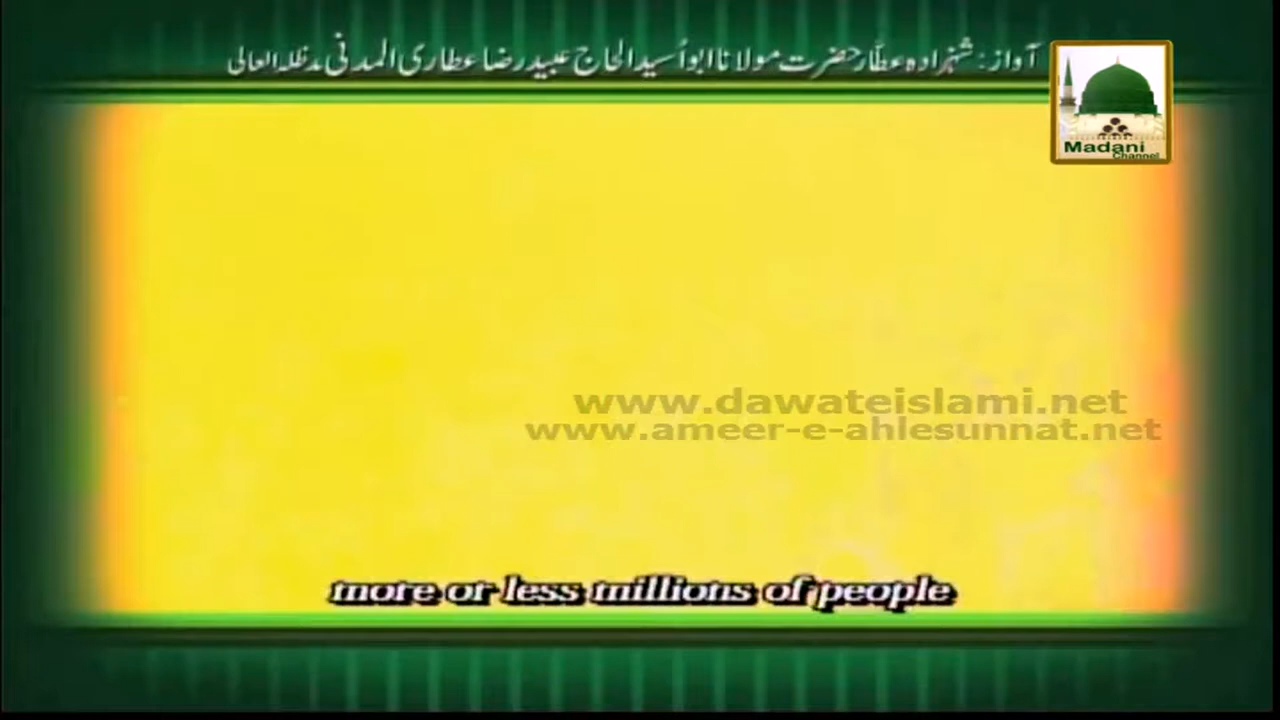 آواز: شہزادہ عطار حضرت مولانا ابو اُسید الحاج عبید رضا عطاری المدنی مدظلہ العالی
Madani
Channel
www.dawateislami.net
www.ameer-e-ahlesunnat.net
more or less millions of people